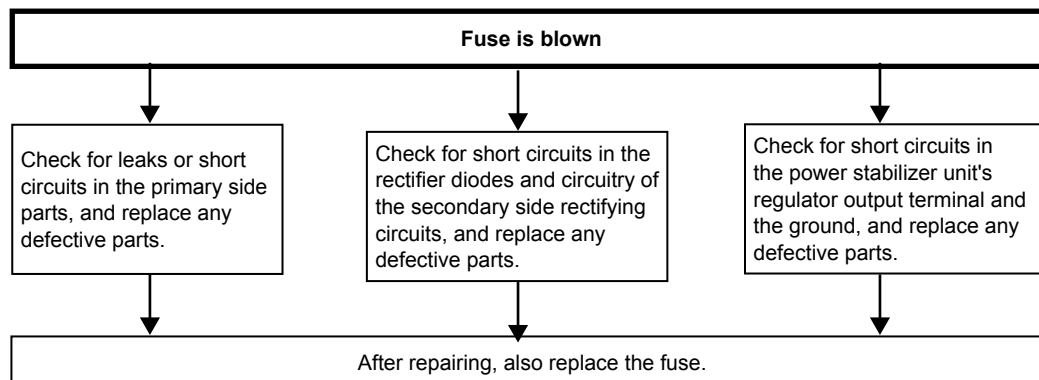 Fuse is blown
Check for leaks or short
circuits in the primary side
parts, and replace any
defective parts.
Check for short circuits in the
rectifier diodes and circuitry of
the secondary side rectifying
circuits, and replace any
defective parts.
Check for short circuits in
the power stabilizer unit's
regulator output terminal and
the ground, and replace any
defective parts.
After repairing, also replace the fuse.